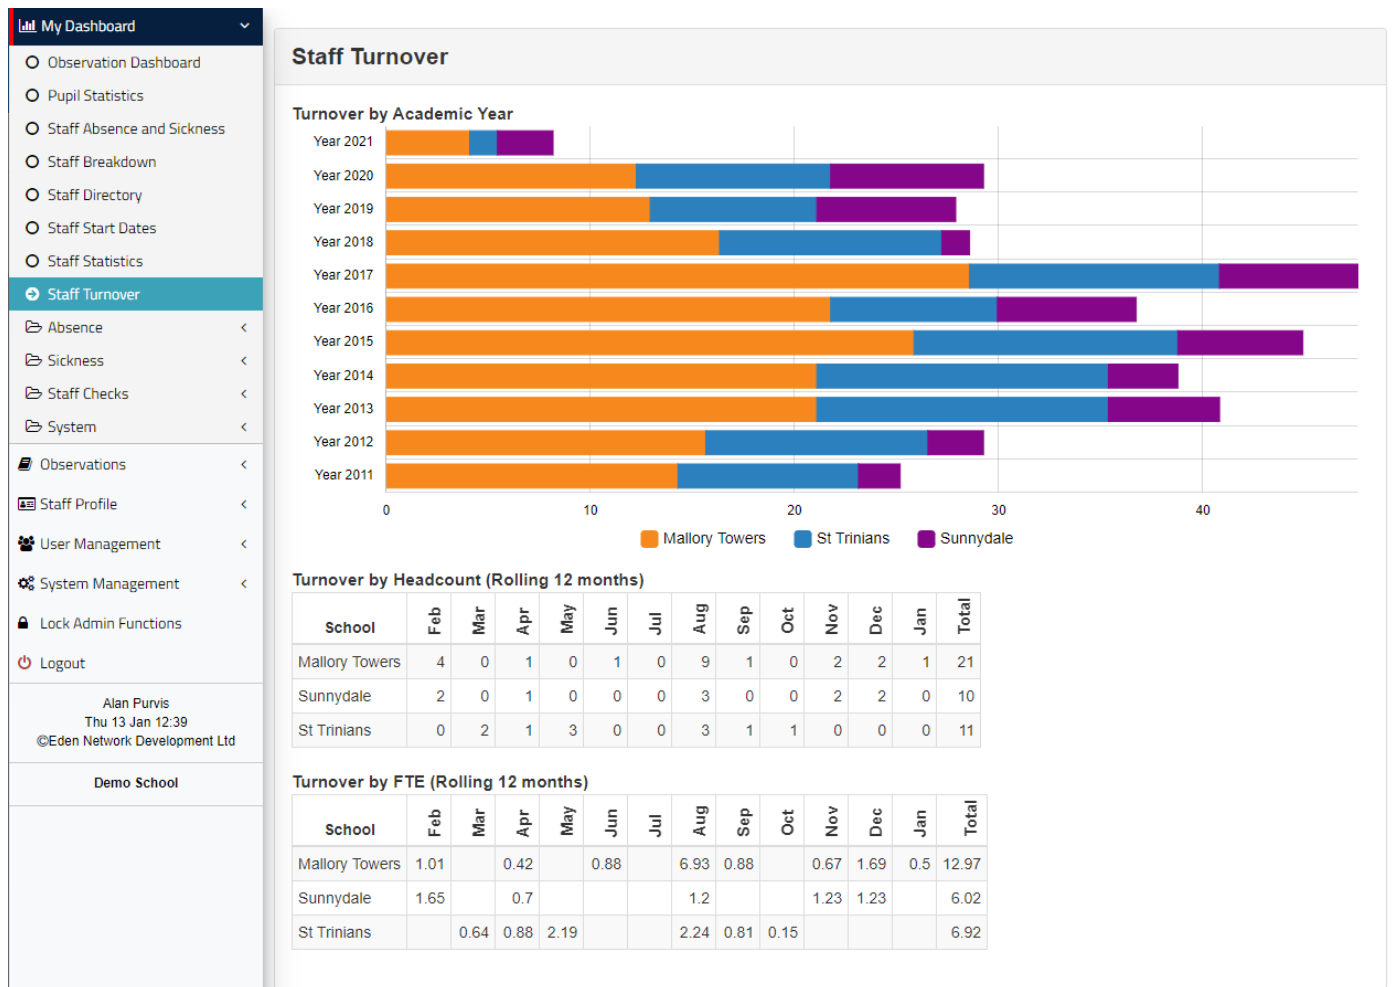 My Dashboard
Observation Dashboard
Pupil Statistics
Staff Absence and Sickness
Staff Breakdown
Staff Directory
Staff Start Dates
Staff Statistics
Staff Turnover
Absence
Sickness
Staff Checks
System
Observations
Staff Profile
User Management
System Management
Lock Admin Functions
Logout
Alan Purvis
Thu 13 Jan 12:39
©Eden Network Development Ltd
Demo School
Staff Turnover
Turnover by Academic Year
Year 2021
Year 2020
Year 2019
Year 2018
Year 2017
Year 2016
Year 2015
Year 2014
Year 2013
Year 2012
Year 2011
0 10 20 30 40
Mallory Towers St Trinians Sunnydale
Turnover by Headcount (Rolling 12 months)
School Feb Mar Apr May Jun Jul Aug Sep Oct Nov Dec Jan Total
Mallory Towers 4 0 1 0 1 0 9 1 0 2 2 1 21
Sunnydale 2 0 1 0 0 0 3 0 0 2 2 0 10
St Trinians 0 2 1 3 0 0 3 1 1 0 0 0 11
Turnover by FTE (Rolling 12 months)
School Feb Mar Apr May Jun Jul Aug Sep Oct Nov Dec Jan Total
Mallory Towers 1.01 0.42 0.88 6.93 0.88 0.67 1.69 0.5 12.97
Sunnydale 1.65 0.7 1.2 1.23 1.23 6.02
St Trinians 0.64 0.88 2.19 2.24 0.81 0.15 6.92